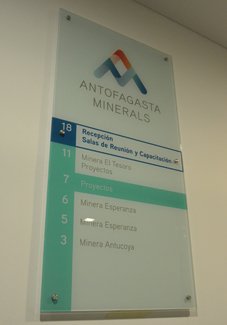 ANTOFAGASTA
MINERALS
18 Recepción
Salas de Reunión y Capacitación
11 Minera El Tesoro
Proyectos
7 Proyectos
6 Minera Esperanza
5 Minera Esperanza
3 Minera Antucoya